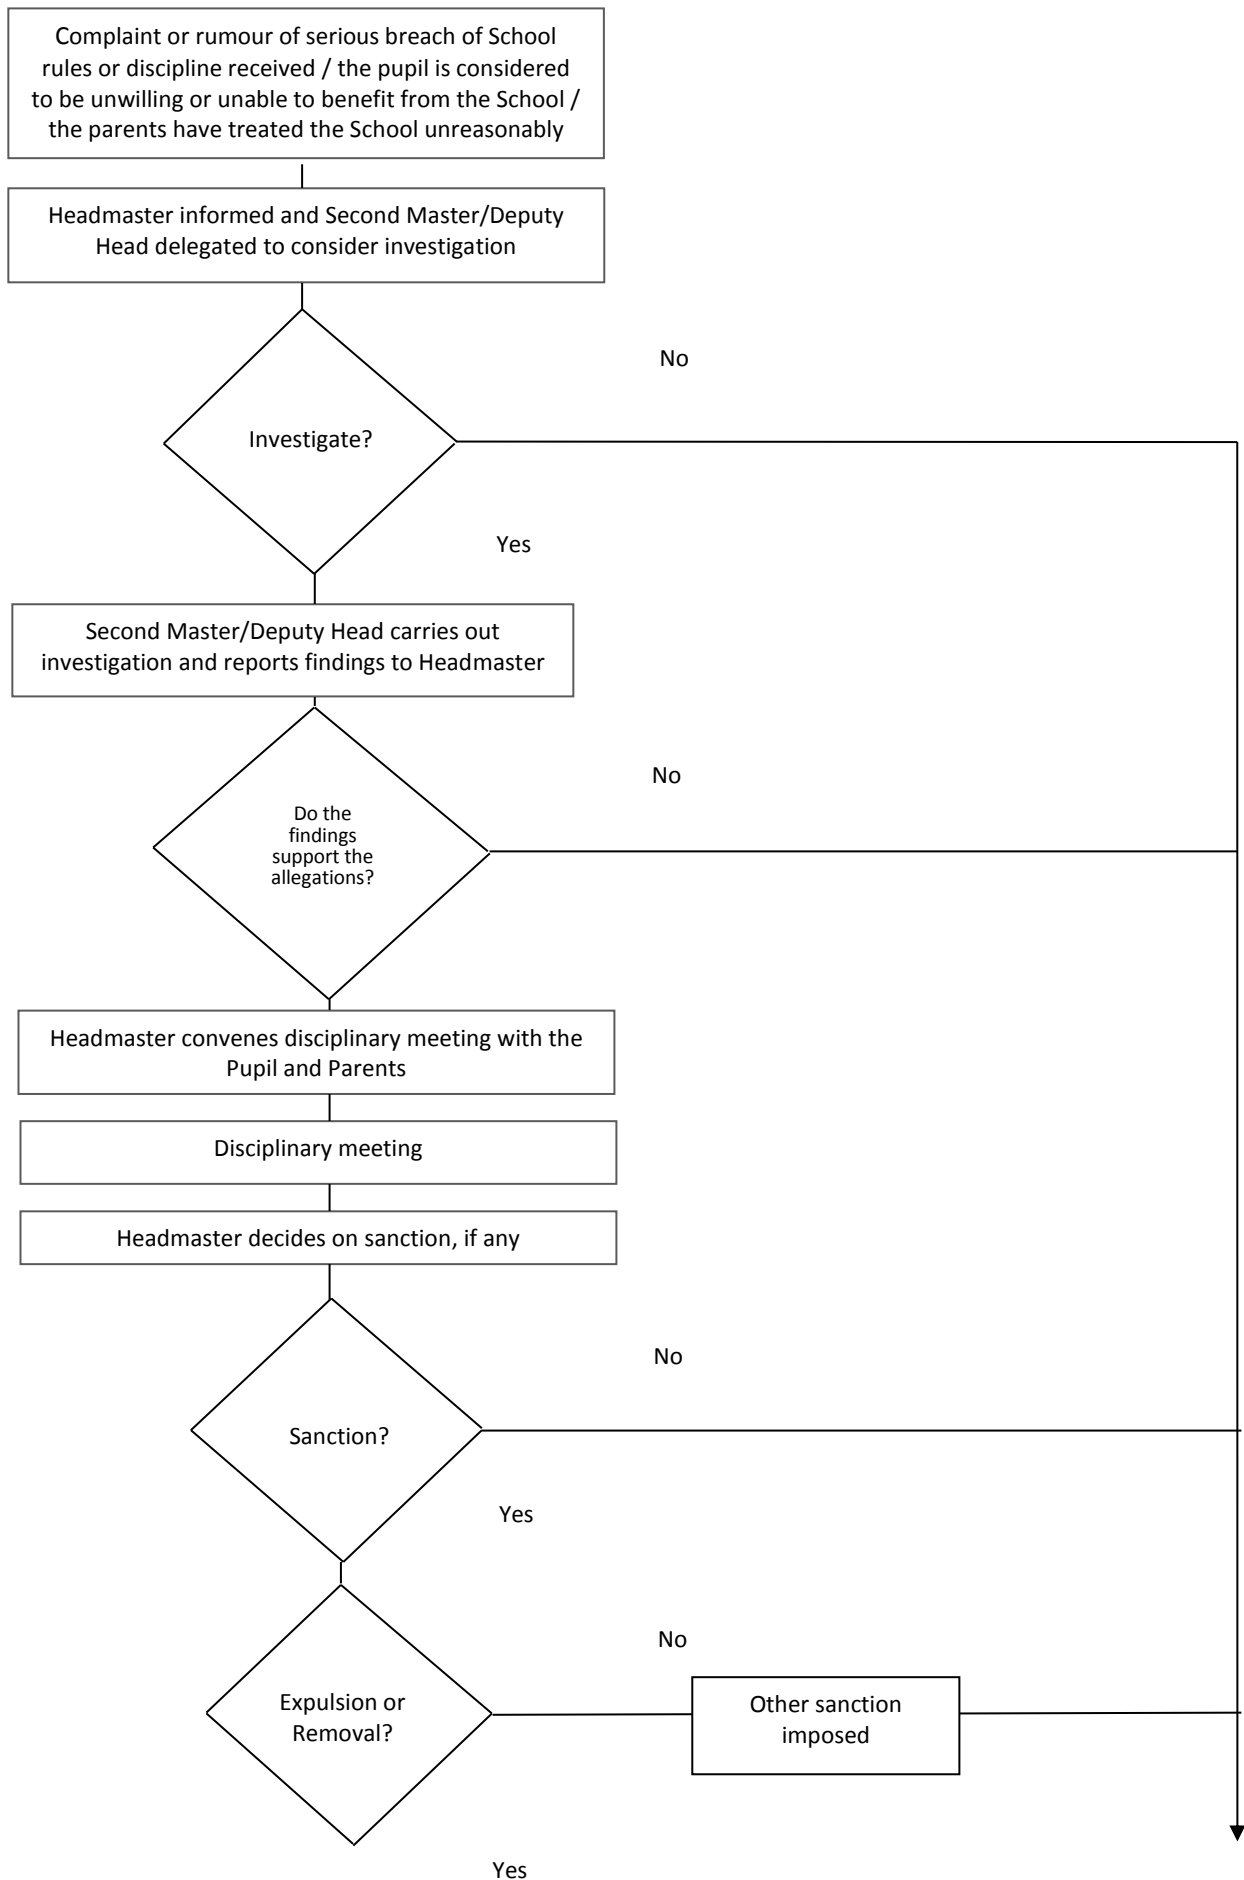 Complaint or rumour of serious breach of School
rules or discipline received / the pupil is considered
to be unwilling or unable to benefit from the School /
the parents have treated the School unreasonably
Headmaster informed and Second Master/Deputy
Head delegated to consider investigation
No
Investigate?
Yes
Second Master/Deputy Head carries out
investigation and reports findings to Headmaster
No
Do the
findings
support the
allegations?
Headmaster convenes disciplinary meeting with the
Pupil and Parents
Disciplinary meeting
Headmaster decides on sanction, if any
No
Sanction?
Yes
No
Expulsion or
Removal?
Other sanction
imposed
Yes